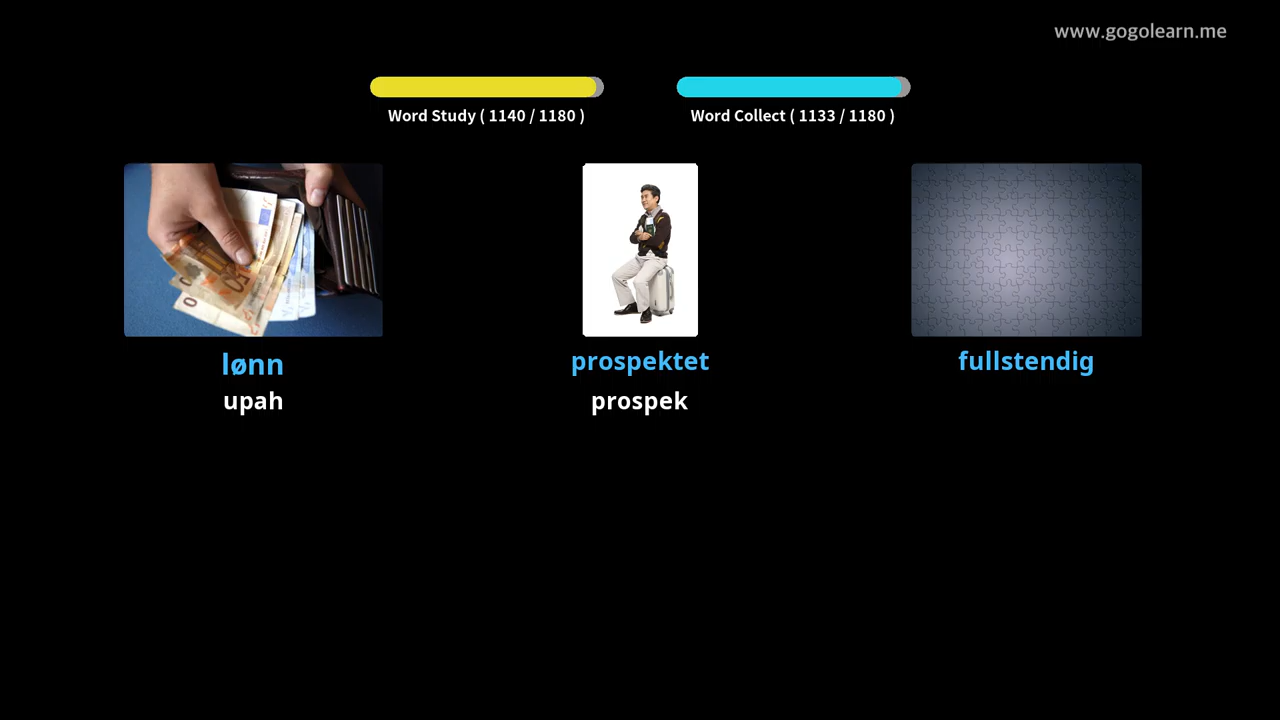 www.gogolearn.me
Word Study ( 1140 / 1180 )
Word Collect ( 1133 / 1180 )
lønn
prospektet
fullstendig
upah
prospek